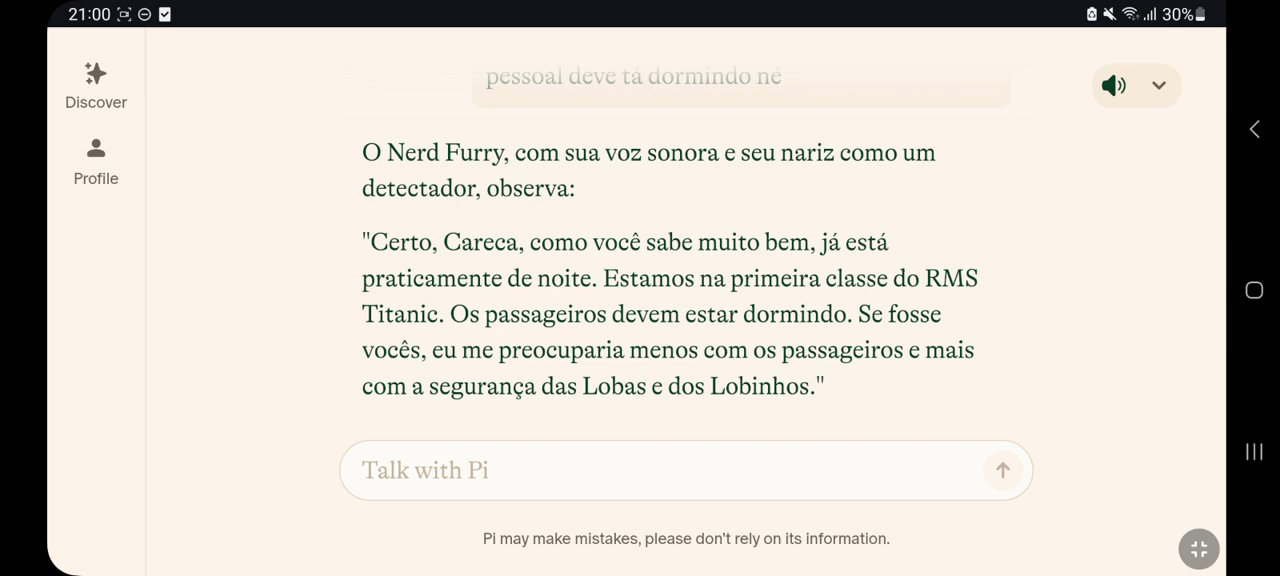 21:00
30%
Discover
Profile
pessoal deve tá dormindo né
O Nerd Furry, com sua voz sonora e seu nariz como um
detectador, observa:
"Certo, Careca, como você sabe muito bem, já está
praticamente de noite. Estamos na primeira classe do RMS
Titanic. Os passageiros devem estar dormindo. Se fosse
vocês, eu me preocuparia menos com os passageiros e mais
com a segurança das Lobas e dos Lobinhos."
Talk with Pi
Pi may make mistakes, please don't rely on its information.